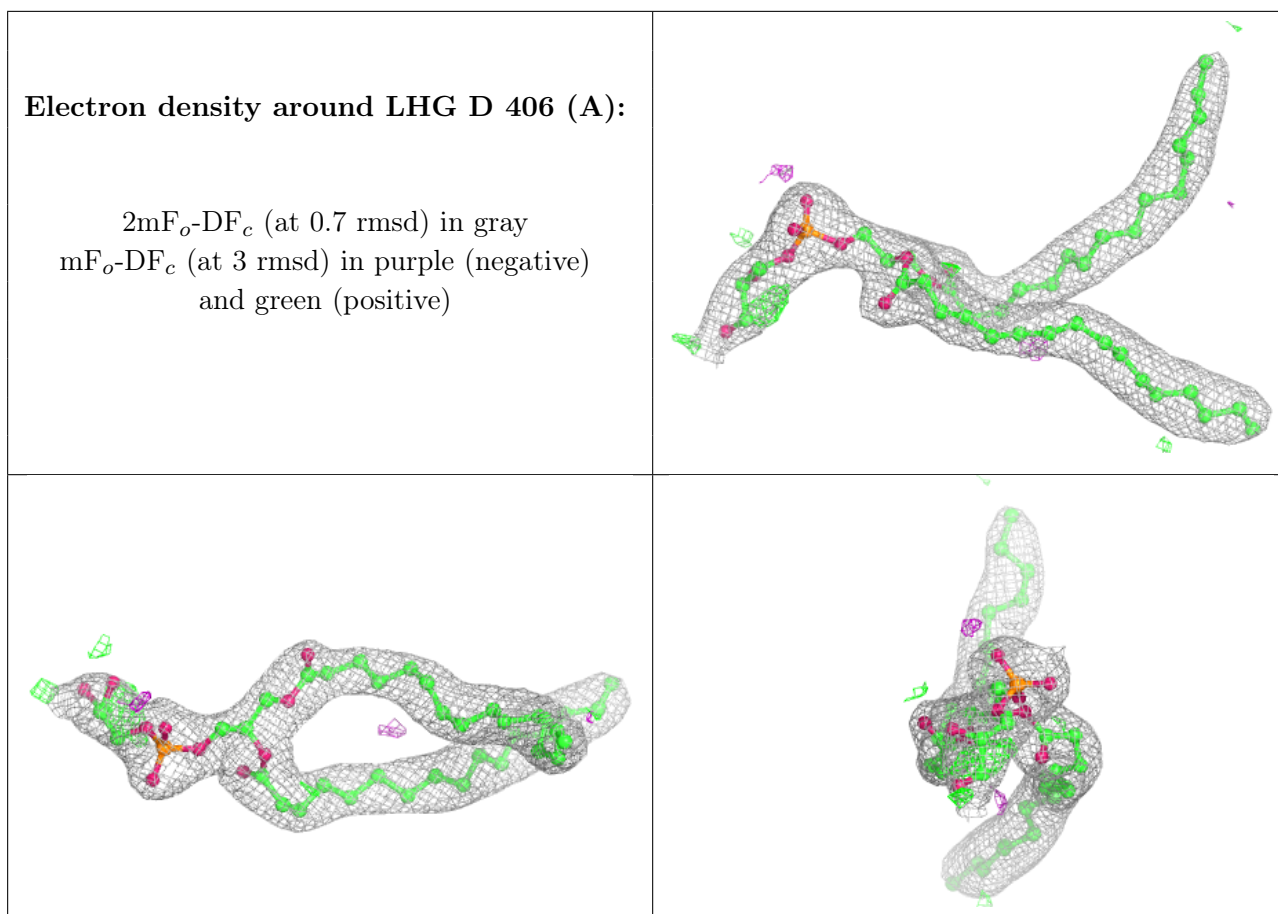 Electron density around LHG D 406 (A):
2mFo-DFc (at 0.7 rmsd) in gray
mFo-DFc (at 3 rmsd) in purple (negative)
and green (positive)